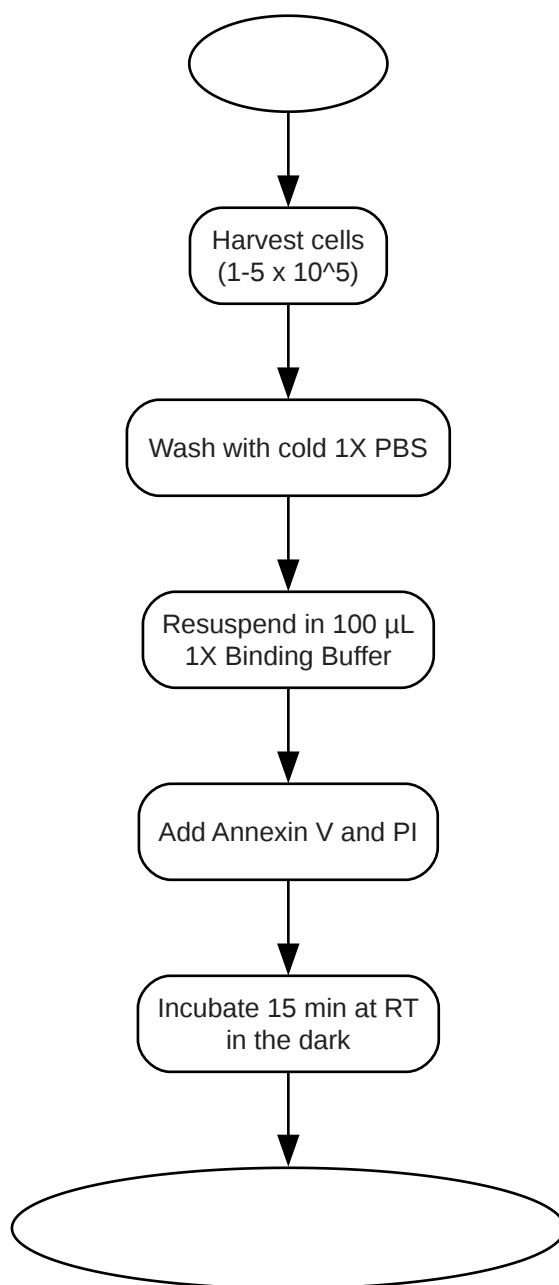 Harvest cells
(1-5 x 10^5)
Wash with cold 1X PBS
Resuspend in 100 µL
1X Binding Buffer
Add Annexin V and PI
Incubate 15 min at RT
in the dark